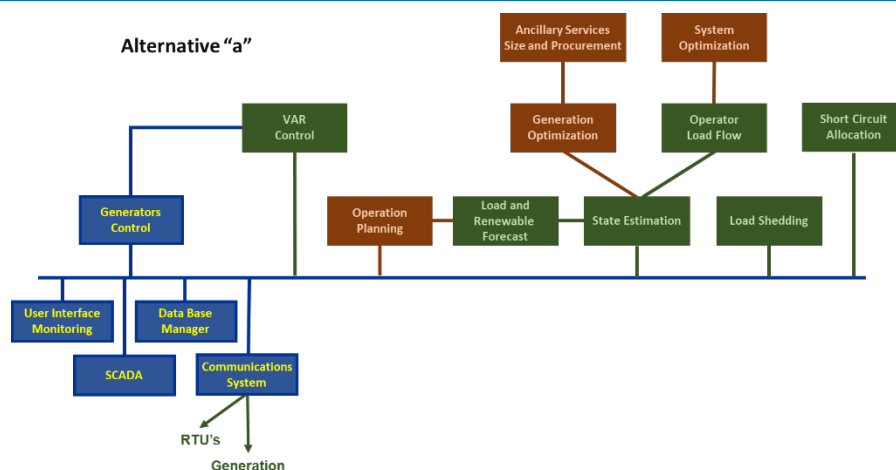 Alternative “a”
Ancillary Services
Size and Procurement
System
Optimization
VAR
Control
Generation
Optimization
Operator
Load Flow
Short Circuit
Allocation
Generators
Control
Operation
Planning
Load and
Renewable
Forecast
State Estimation
Load Shedding
User Interface
Monitoring
Data Base
Manager
SCADA
Communications
System
RTU's
Generation